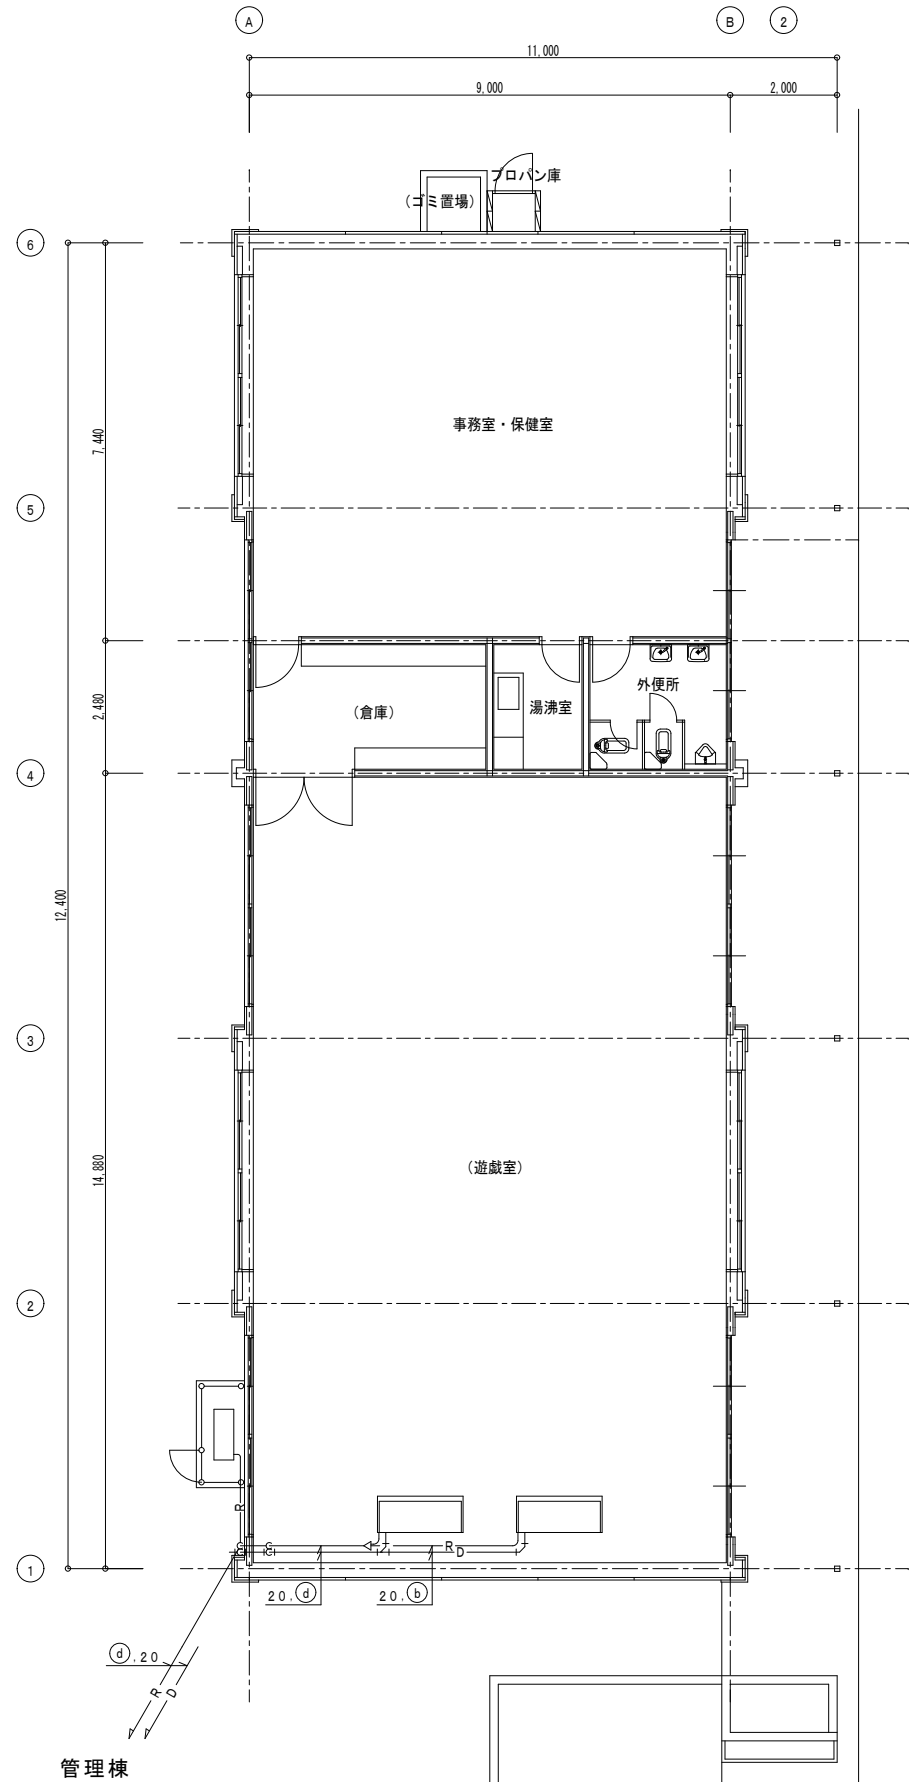 A
B
2
11,000
9,000
2,000
プロパン庫
(ゴミ置場)
6
7,440
事務室・保健室
5
2,480
外便所
(倉庫)
湯沸室
4
12,400
3
14,880
(遊戯室)
2
R
R
D
1
20,ⓓ
20,ⓑ
ⓓ,20
R
D
管理棟